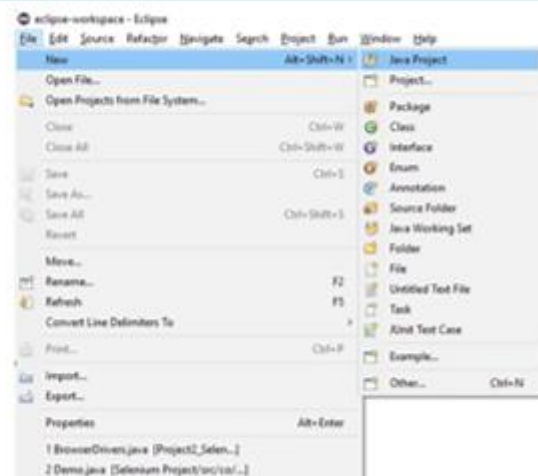 eclipse-workspace - Eclipse
File Edit Source Refactor Navigate Search Project Run Window Help
New Alt+Shift+N
Open File...
Open Projects from File System...
Close Ctrl+W
Close All Ctrl+Shift+W
Save Ctrl+S
Save As...
Save All Ctrl+Shift+S
Revert
Move...
Rename... F2
Refresh F5
Convert Line Delimiters To
Print... Ctrl+P
Import...
Export...
Properties Alt+Enter
1 BrowserDrivers.java [Project2_Selen...]
2 Demo.java [Selenium Project/src/co/...]
Java Project
Project...
Package
Class
Interface
Enum
Annotation
Source Folder
Java Working Set
Folder
File
Untitled Text File
Task
JUnit Test Case
Example...
Other... Ctrl+N